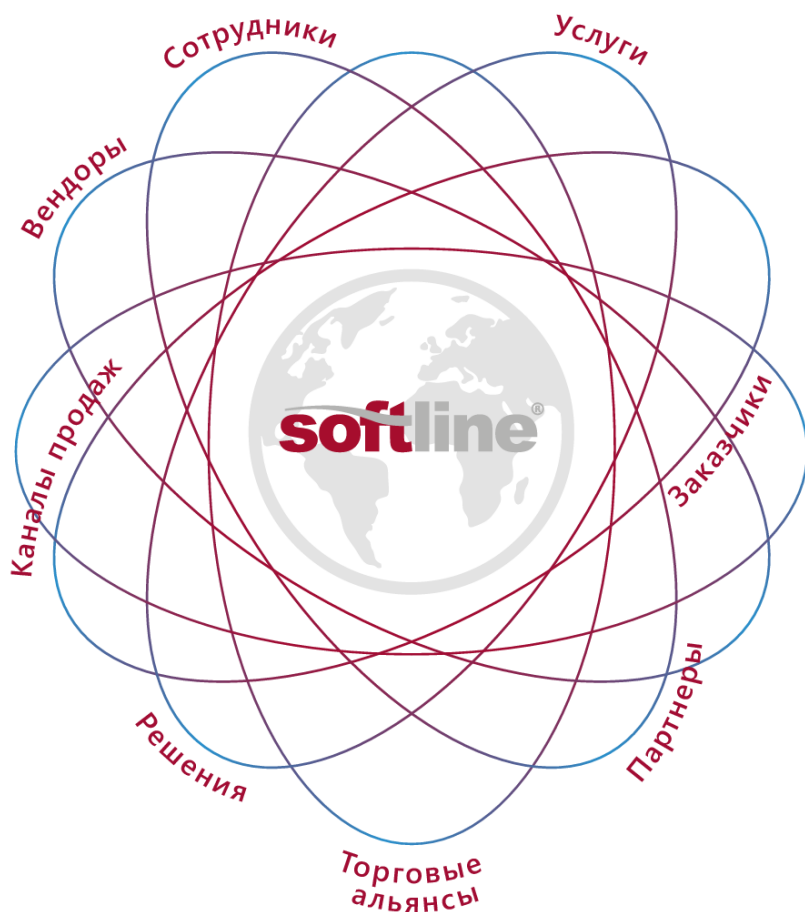 Сотрудники
Услуги
Вендоры
Каналы продаж
softline®
Заказчики
Решения
Партнеры
Торговые
альянсы